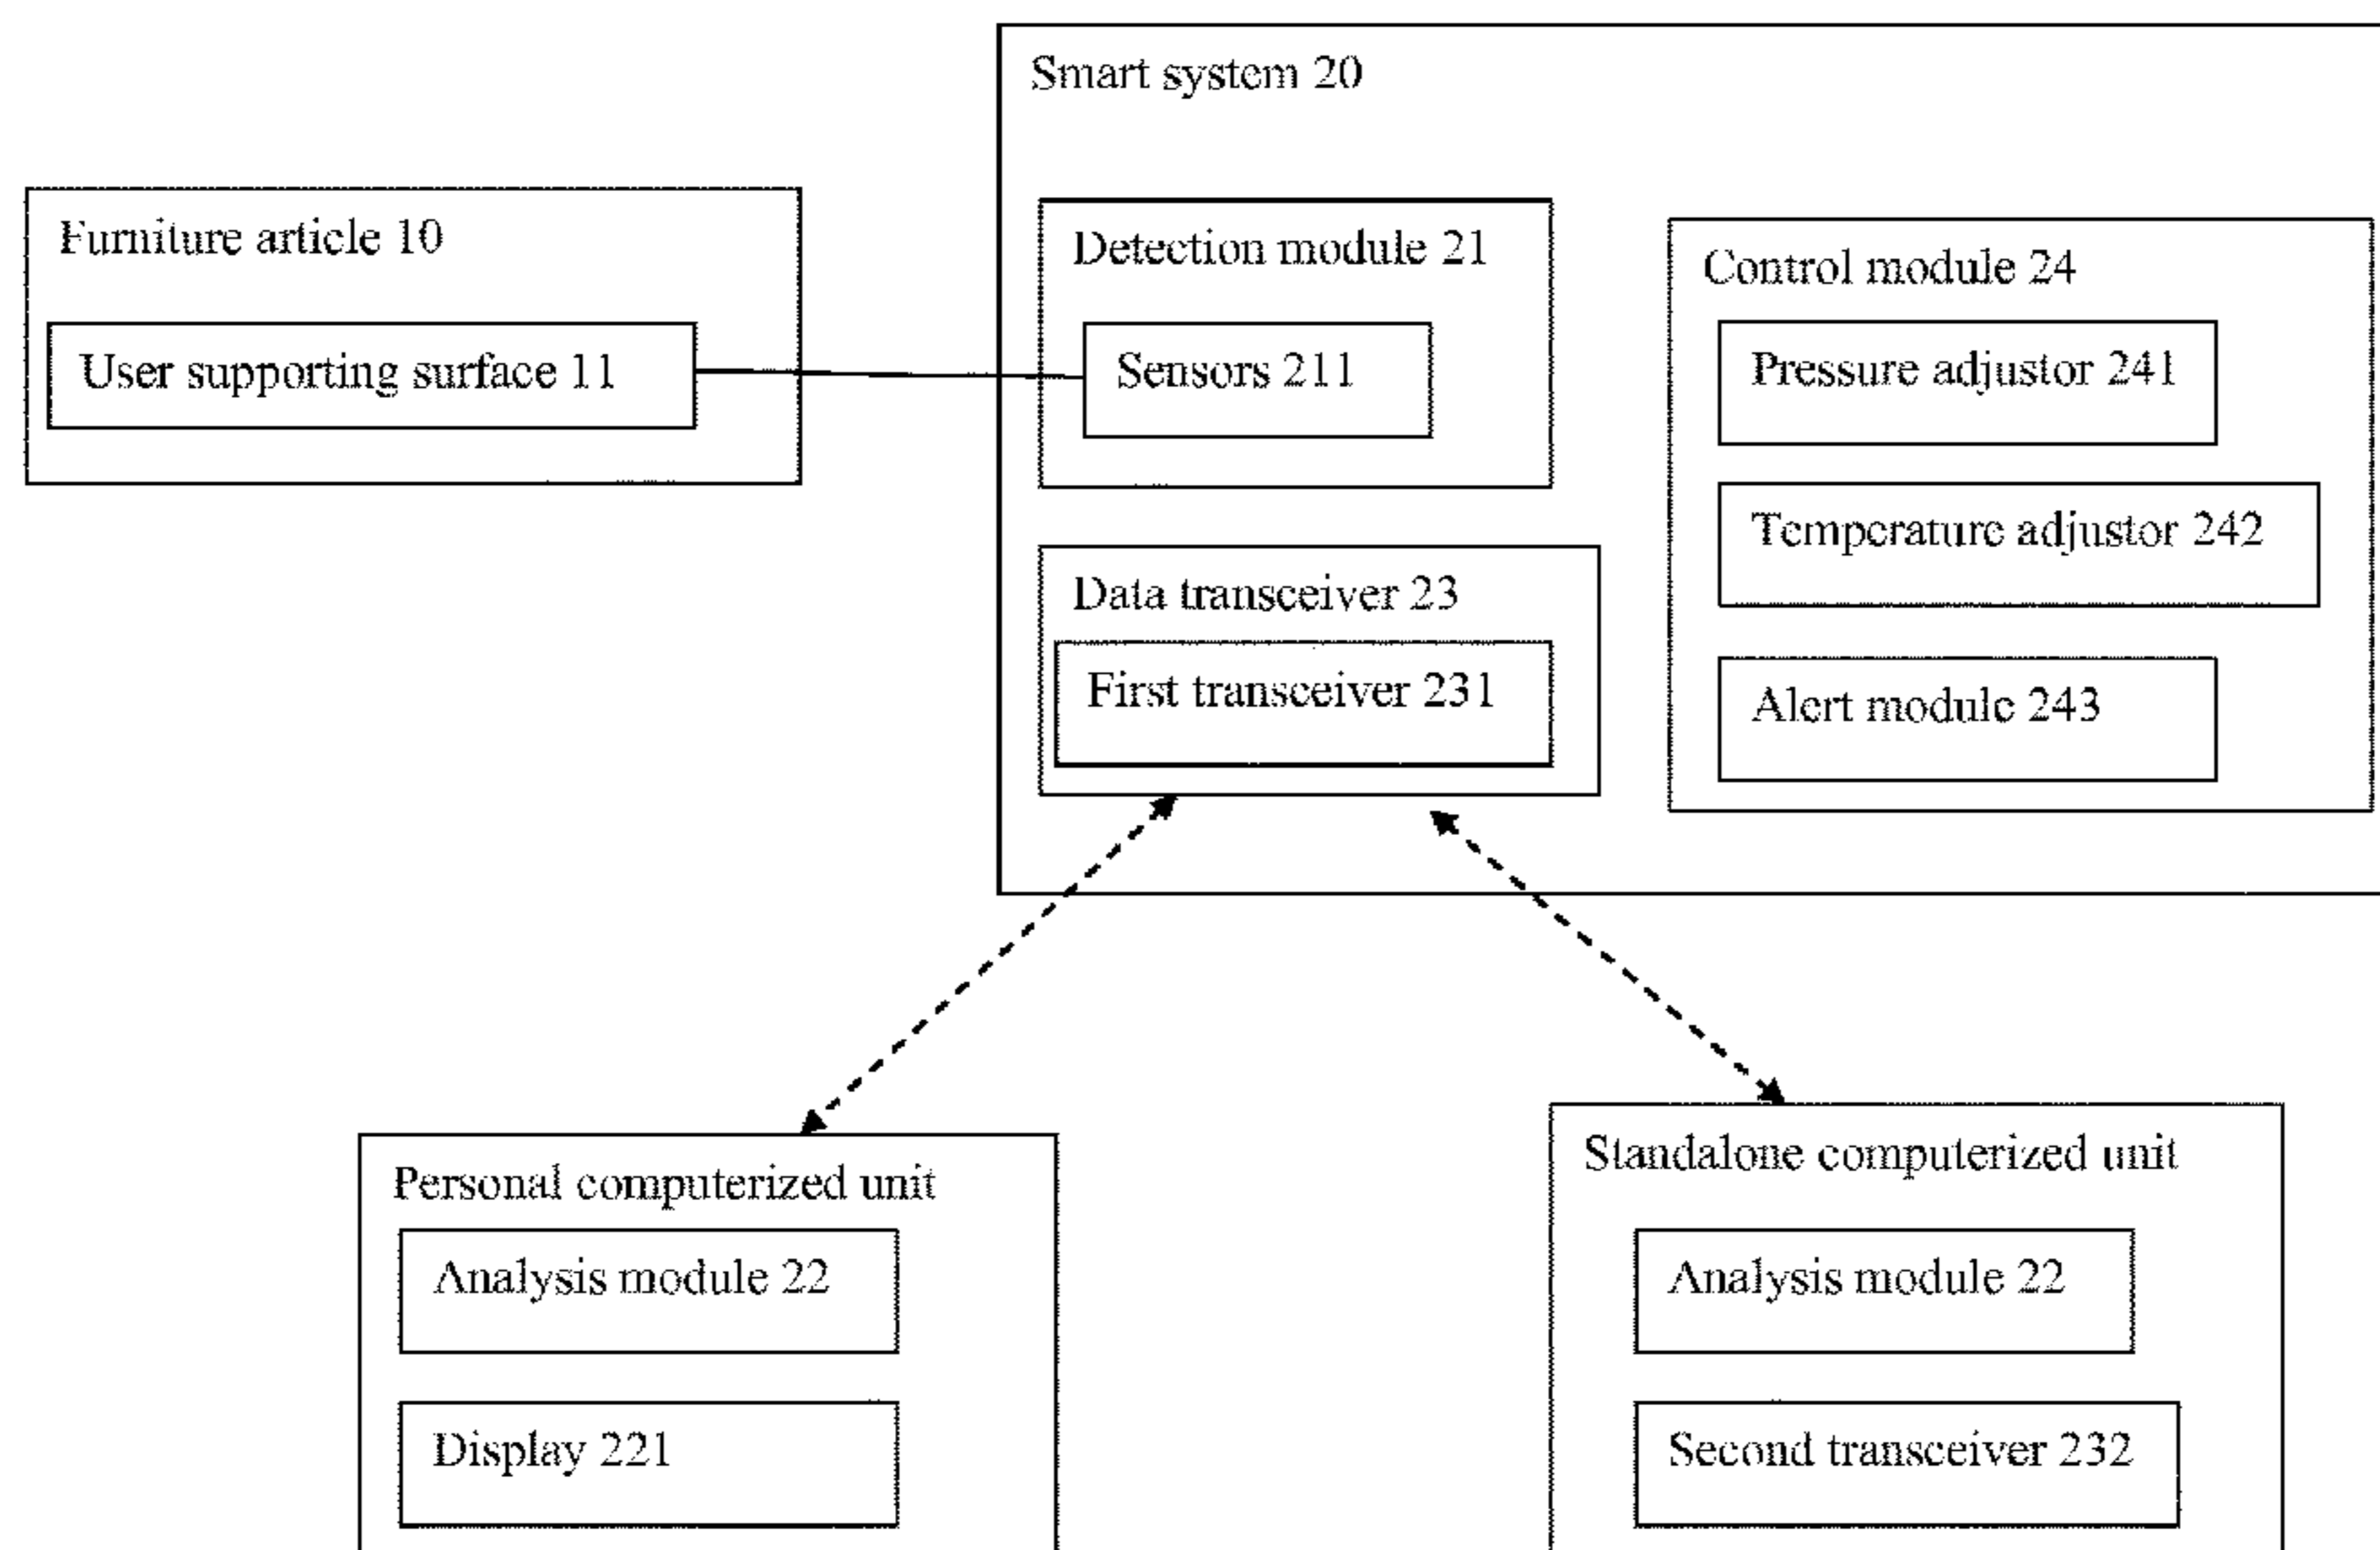 Smart system 20
Furniture article 10
User supporting surface 11
Detection module 21
Sensors 211
Data transceiver 23
First transceiver 231
Control module 24
Pressure adjustor 241
Temperature adjustor 242
Alert module 243
Personal computerized unit
Analysis module 22
Display 221
Standalone computerized unit
Analysis module 22
Second transceiver 232